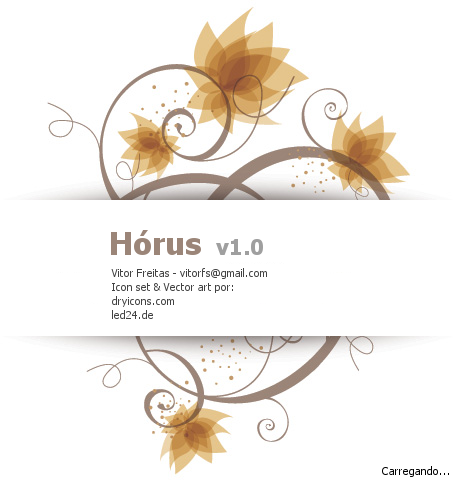 Hórus v1.0
Vitor Freitas - vitorfs@gmail.com
Icon set & Vector art por:
dryicons.com
led24.de
Carregando...